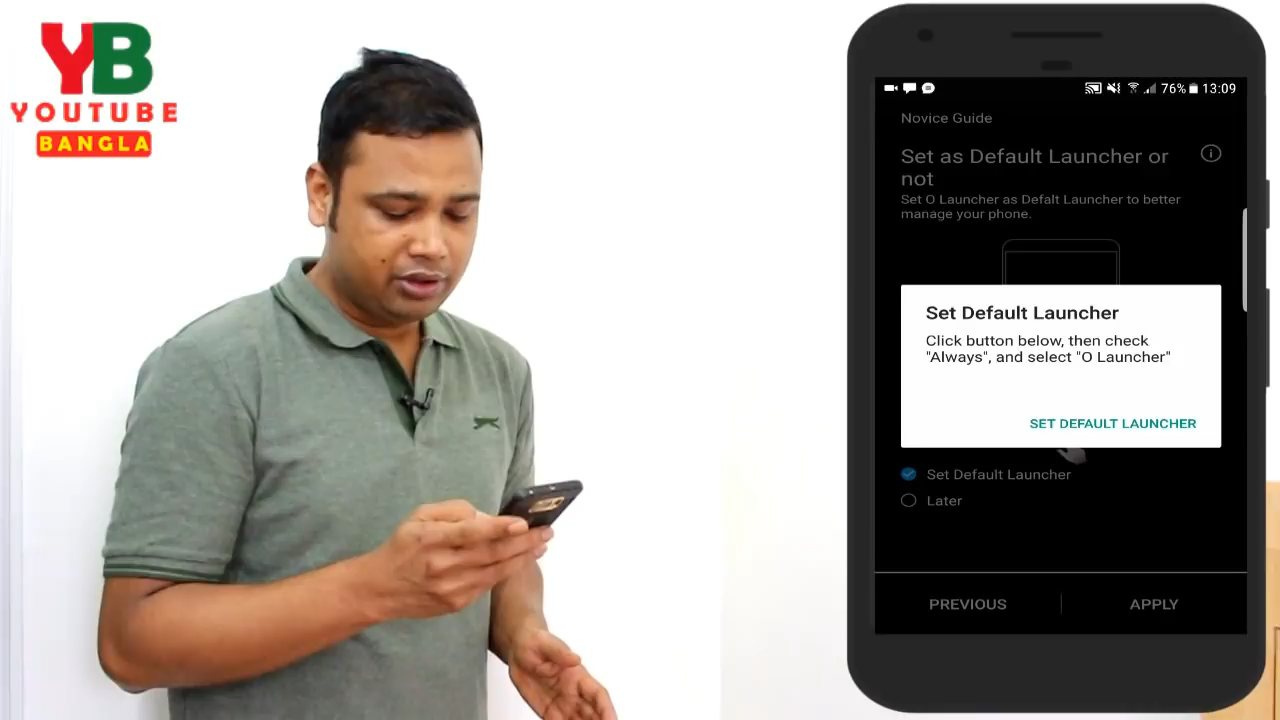 YB
YOUTUBE
BANGLA
76% 13:09
Novice Guide
Set as Default Launcher or
not
Set O Launcher as Defalt Launcher to better
manage your phone.
Set Default Launcher
Click button below, then check
"Always", and select "O Launcher"
SET DEFAULT LAUNCHER
Set Default Launcher
Later
PREVIOUS
APPLY